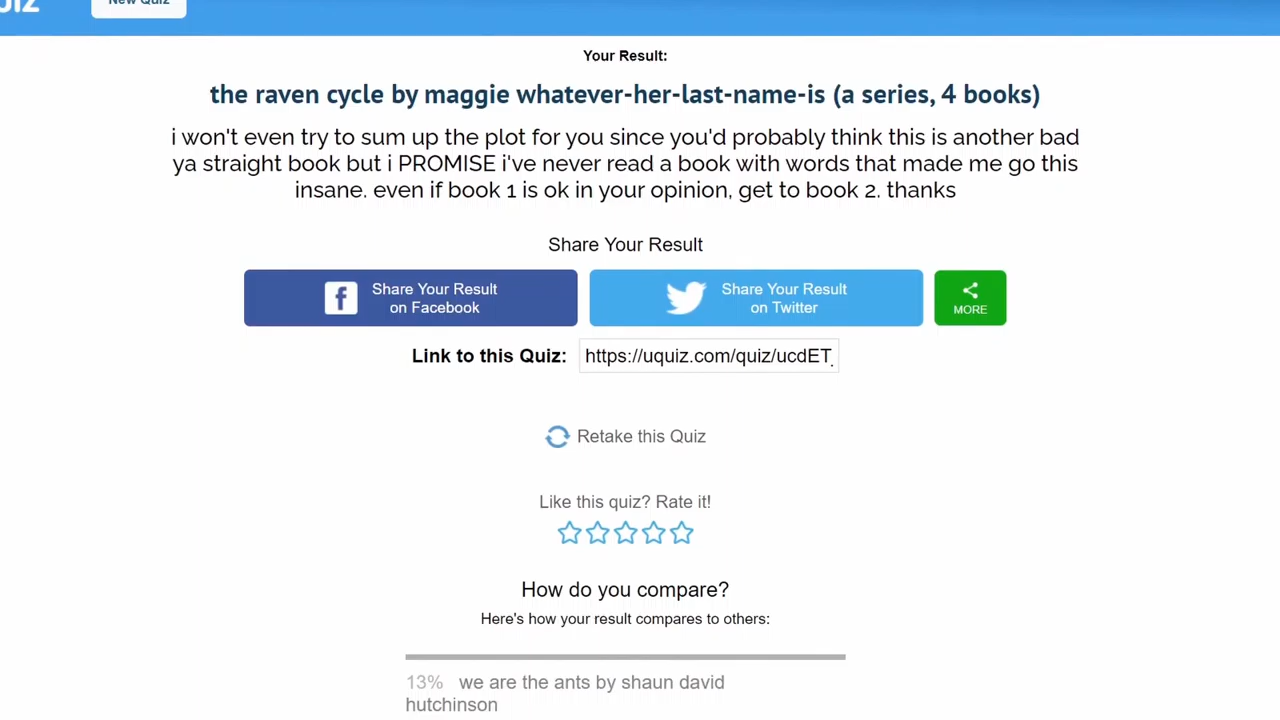 New Quiz
Your Result:
the raven cycle by maggie whatever-her-last-name-is (a series, 4 books)
i won't even try to sum up the plot for you since you'd probably think this is another bad
ya straight book but i PROMISE i've never read a book with words that made me go this
insane. even if book 1 is ok in your opinion, get to book 2. thanks
Share Your Result
Share Your Result
on Facebook
Share Your Result
on Twitter
MORE
Link to this Quiz: https://uquiz.com/quiz/ucdET
Retake this Quiz
Like this quiz? Rate it!
How do you compare?
Here's how your result compares to others:
13% we are the ants by shaun david
hutchinson